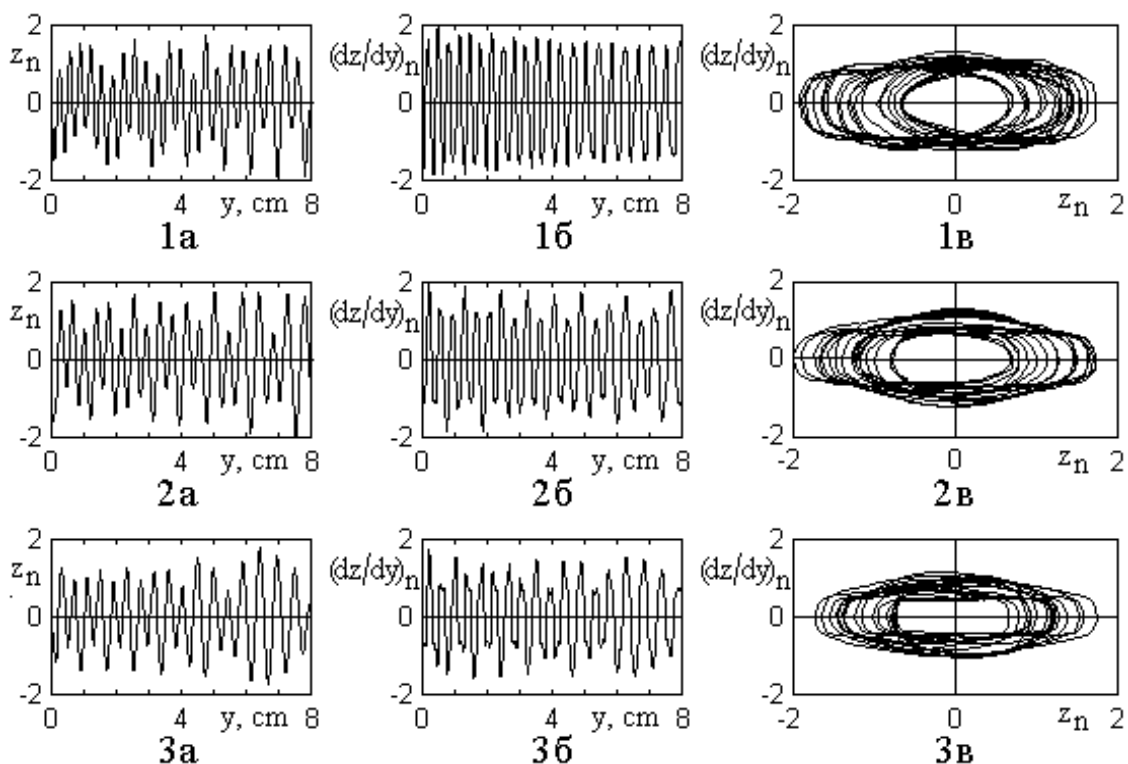 2 2 2
z_n (dz/dy)_n (dz/dy)_n
0 0 0
-2 -2 -2
0 4 y, cm 8 0 4 y, cm 8 -2 0 z_n 2
1а 1б 1в
2 2 2
z_n (dz/dy)_n (dz/dy)_n
0 0 0
-2 -2 -2
0 4 y, cm 8 0 4 y, cm 8 -2 0 z_n 2
2а 2б 2в
2 2 2
z_n (dz/dy)_n (dz/dy)_n
0 0 0
-2 -2 -2
0 4 y, cm 8 0 4 y, cm 8 -2 0 z_n 2
3а 3б 3в